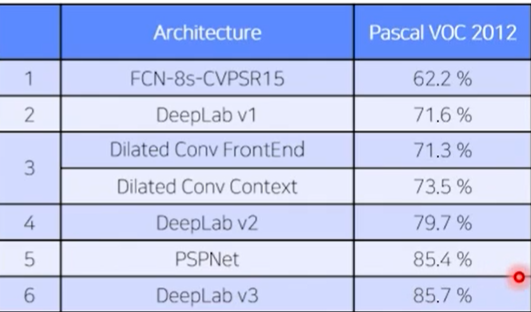 Architecture Pascal VOC 2012
1 FCN-8s-CVPSR15 62.2 %
2 DeepLab v1 71.6 %
3 Dilated Conv FrontEnd 71.3 %
Dilated Conv Context 73.5 %
4 DeepLab v2 79.7 %
5 PSPNet 85.4 %
6 DeepLab v3 85.7 %